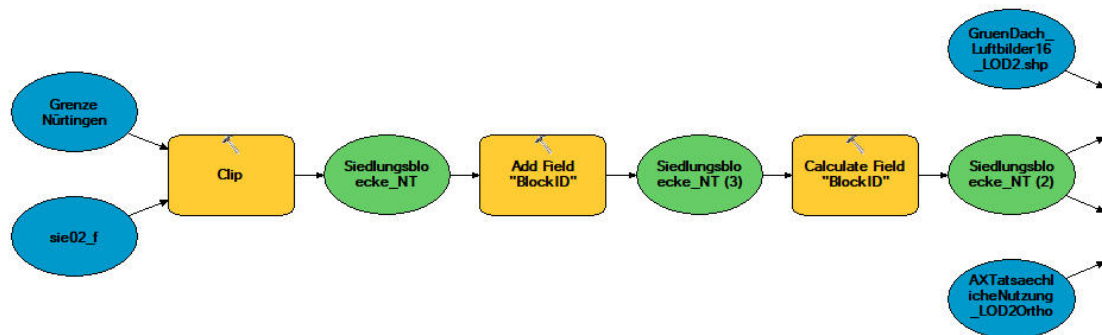 GruenDach_
Luftbilder16
_LOD2.shp
Grenze
Nürtingen
Clip
Siedlungsblo
ecke_NT
Add Field
"BlockID"
Siedlungsblo
ecke_NT (3)
Calculate Field
"BlockID"
Siedlungsblo
ecke_NT (2)
sie02_f
AXTatsaechl
icheNutzung
_LOD2Ortho